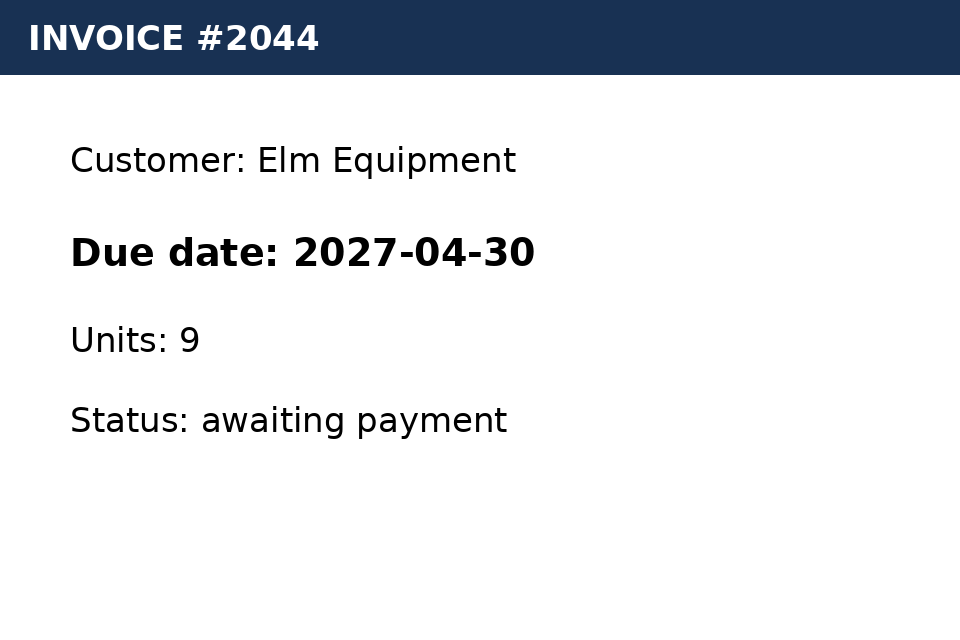 INVOICE #2044
Customer: Elm Equipment
Due date: 2027-04-30
Units: 9
Status: awaiting payment